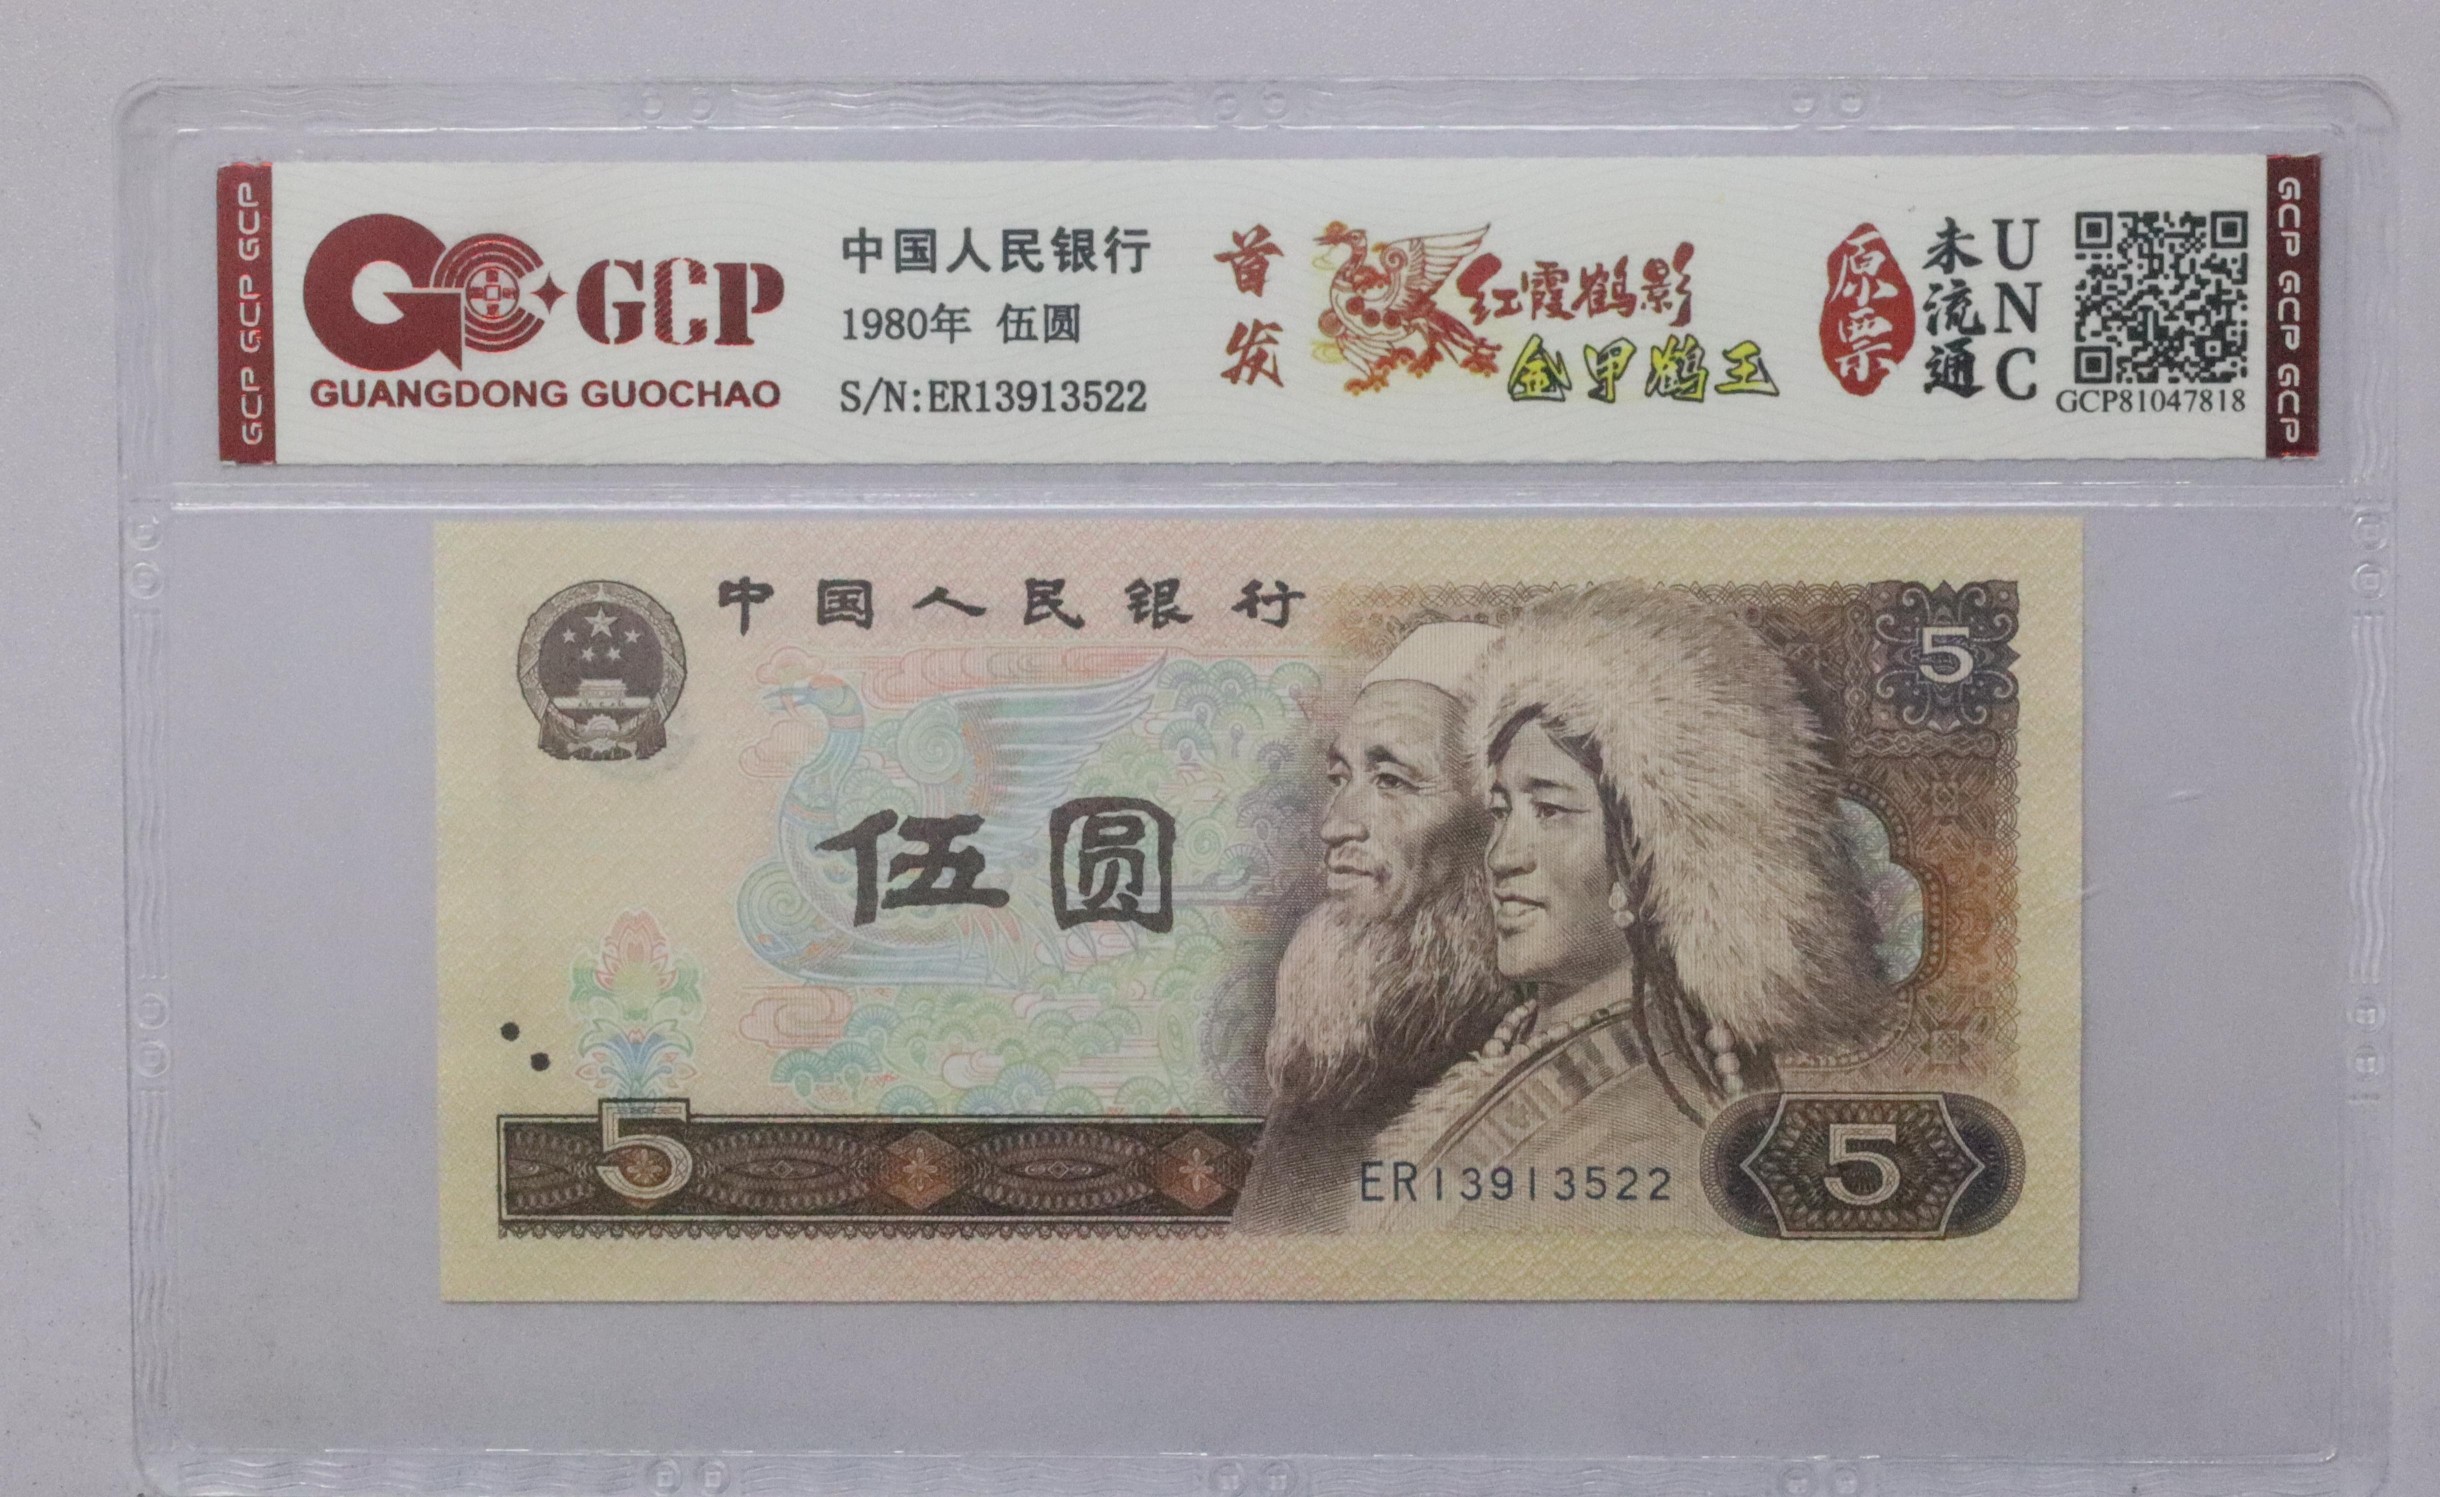 GCP GCP GCP
GCP
GUANGDONG GUOCHAO
中国人民银行
1980年 伍圆
S/N:ER13913522
首发
红霞鹤影
金甲鹤王
原票
未流通
UNC
GCP81047818
GCP GCP GCP
中国人民银行
5
伍圆
5
ER13913522
5